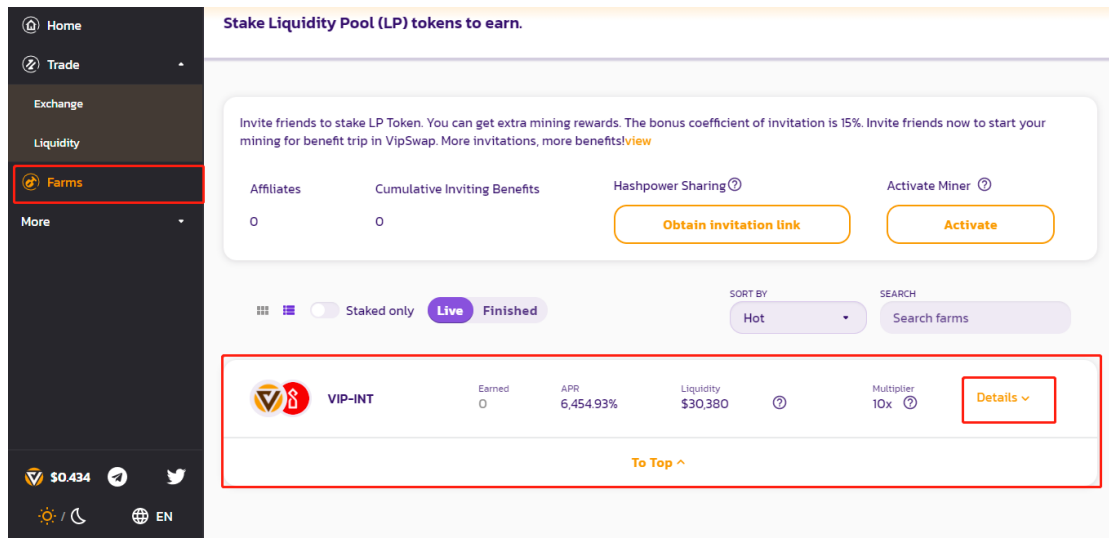 Home
Trade
Exchange
Liquidity
Farms
More
$0.434
EN
Stake Liquidity Pool (LP) tokens to earn.
Invite friends to stake LP Token. You can get extra mining rewards. The bonus coefficient of invitation is 15%. Invite friends now to start your
mining for benefit trip in VipSwap. More invitations, more benefits!view
Affiliates
0
Cumulative Inviting Benefits
0
Hashpower Sharing
Obtain invitation link
Activate Miner
Activate
Staked only
Live
Finished
SORT BY
Hot
SEARCH
Search farms
VIP-INT
Earned
0
APR
6,454.93%
Liquidity
$30,380
Multiplier
10x
Details
To Top